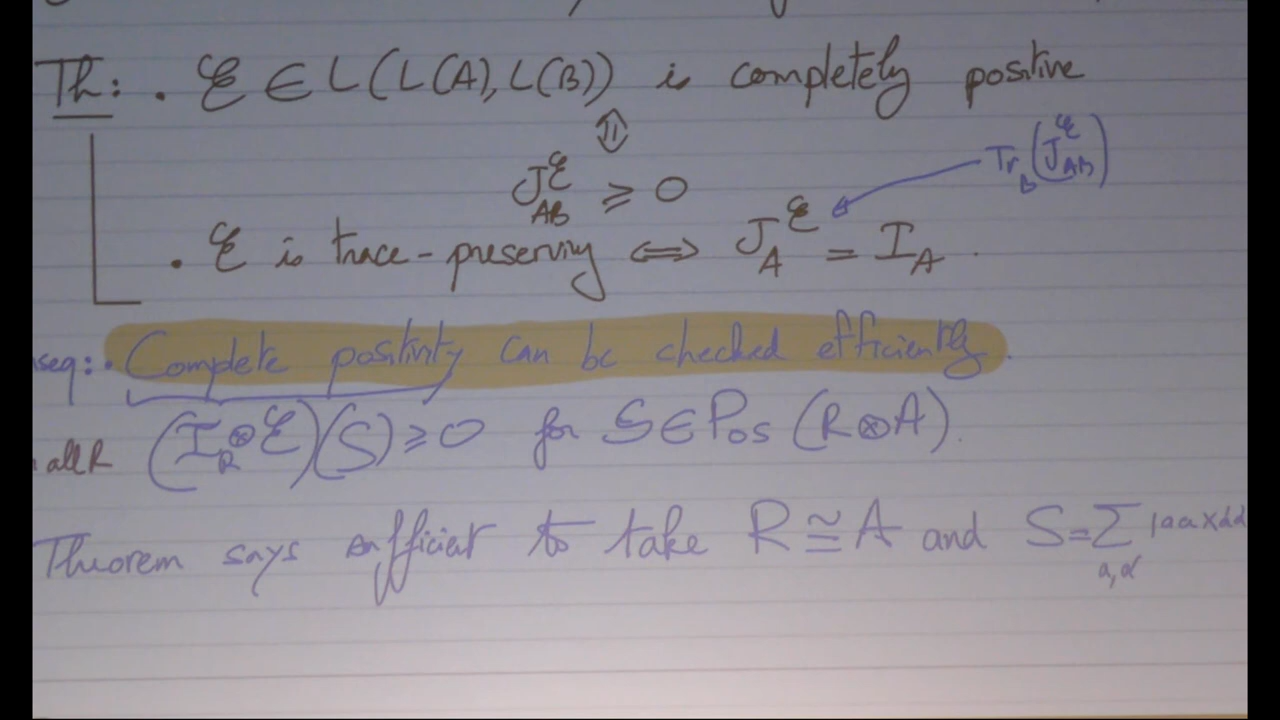 Th: . ℰ ∈ L(L(A), L(B)) is completely positive
⇕
J^ℰ_AB ⩾ 0
Tr_B(J^ℰ_AB)
. ℰ is trace-preserving ⟺ J^ℰ_A = I_A .
seq: . Complete positivity can be checked efficiently .
all R (I_R ⊗ ℰ)(S) ⩾ 0 for S ∈ Pos (R⊗A).
Theorem says sufficient to take R ≅ A and S = Σ_{a,a'} |aa